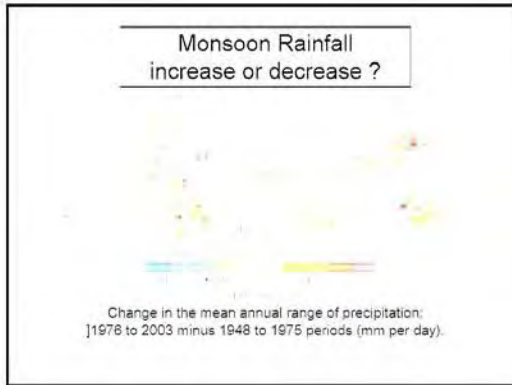 Monsoon Rainfall
increase or decrease ?
Change in the mean annual range of precipitation:
]1976 to 2003 minus 1948 to 1975 periods (mm per day).